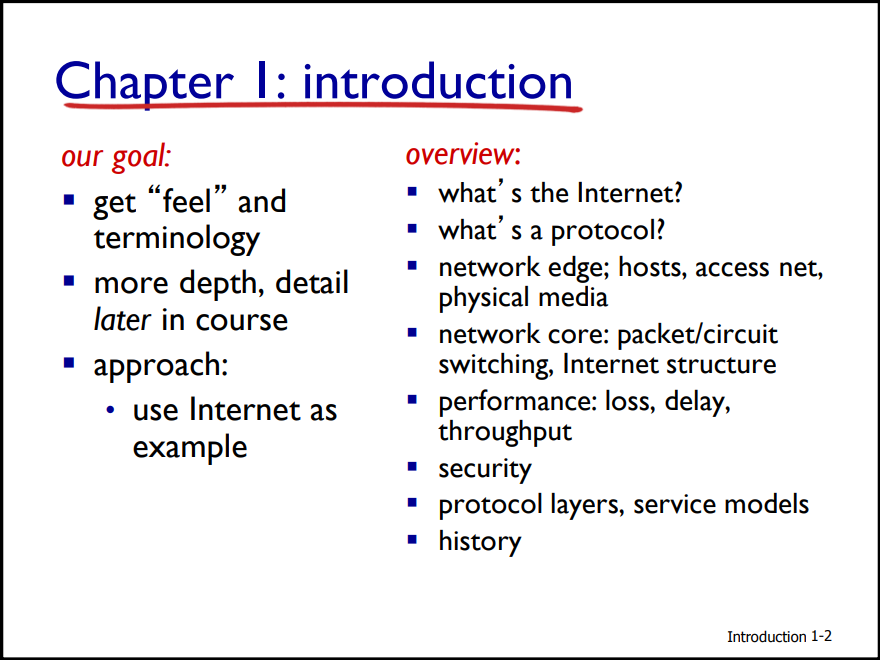 Chapter 1: introduction
our goal:
▪ get “feel” and
terminology
▪ more depth, detail
later in course
▪ approach:
• use Internet as
example
overview:
▪ what’s the Internet?
▪ what’s a protocol?
▪ network edge; hosts, access net,
physical media
▪ network core: packet/circuit
switching, Internet structure
▪ performance: loss, delay,
throughput
▪ security
▪ protocol layers, service models
▪ history
Introduction 1-2